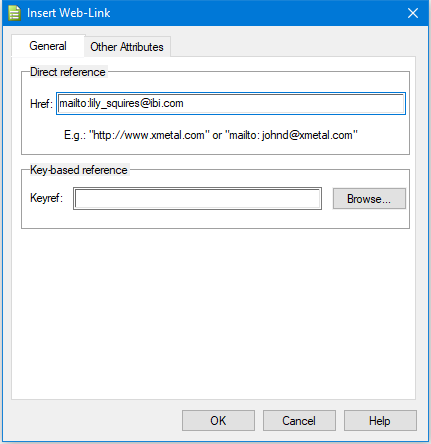 Insert Web-Link
General
Other Attributes
Direct reference
Href: mailto:lily_squires@ibi.com
E.g.: "http://www.xmetal.com" or "mailto: johnd@xmetal.com"
Key-based reference
Keyref:
Browse...
OK
Cancel
Help